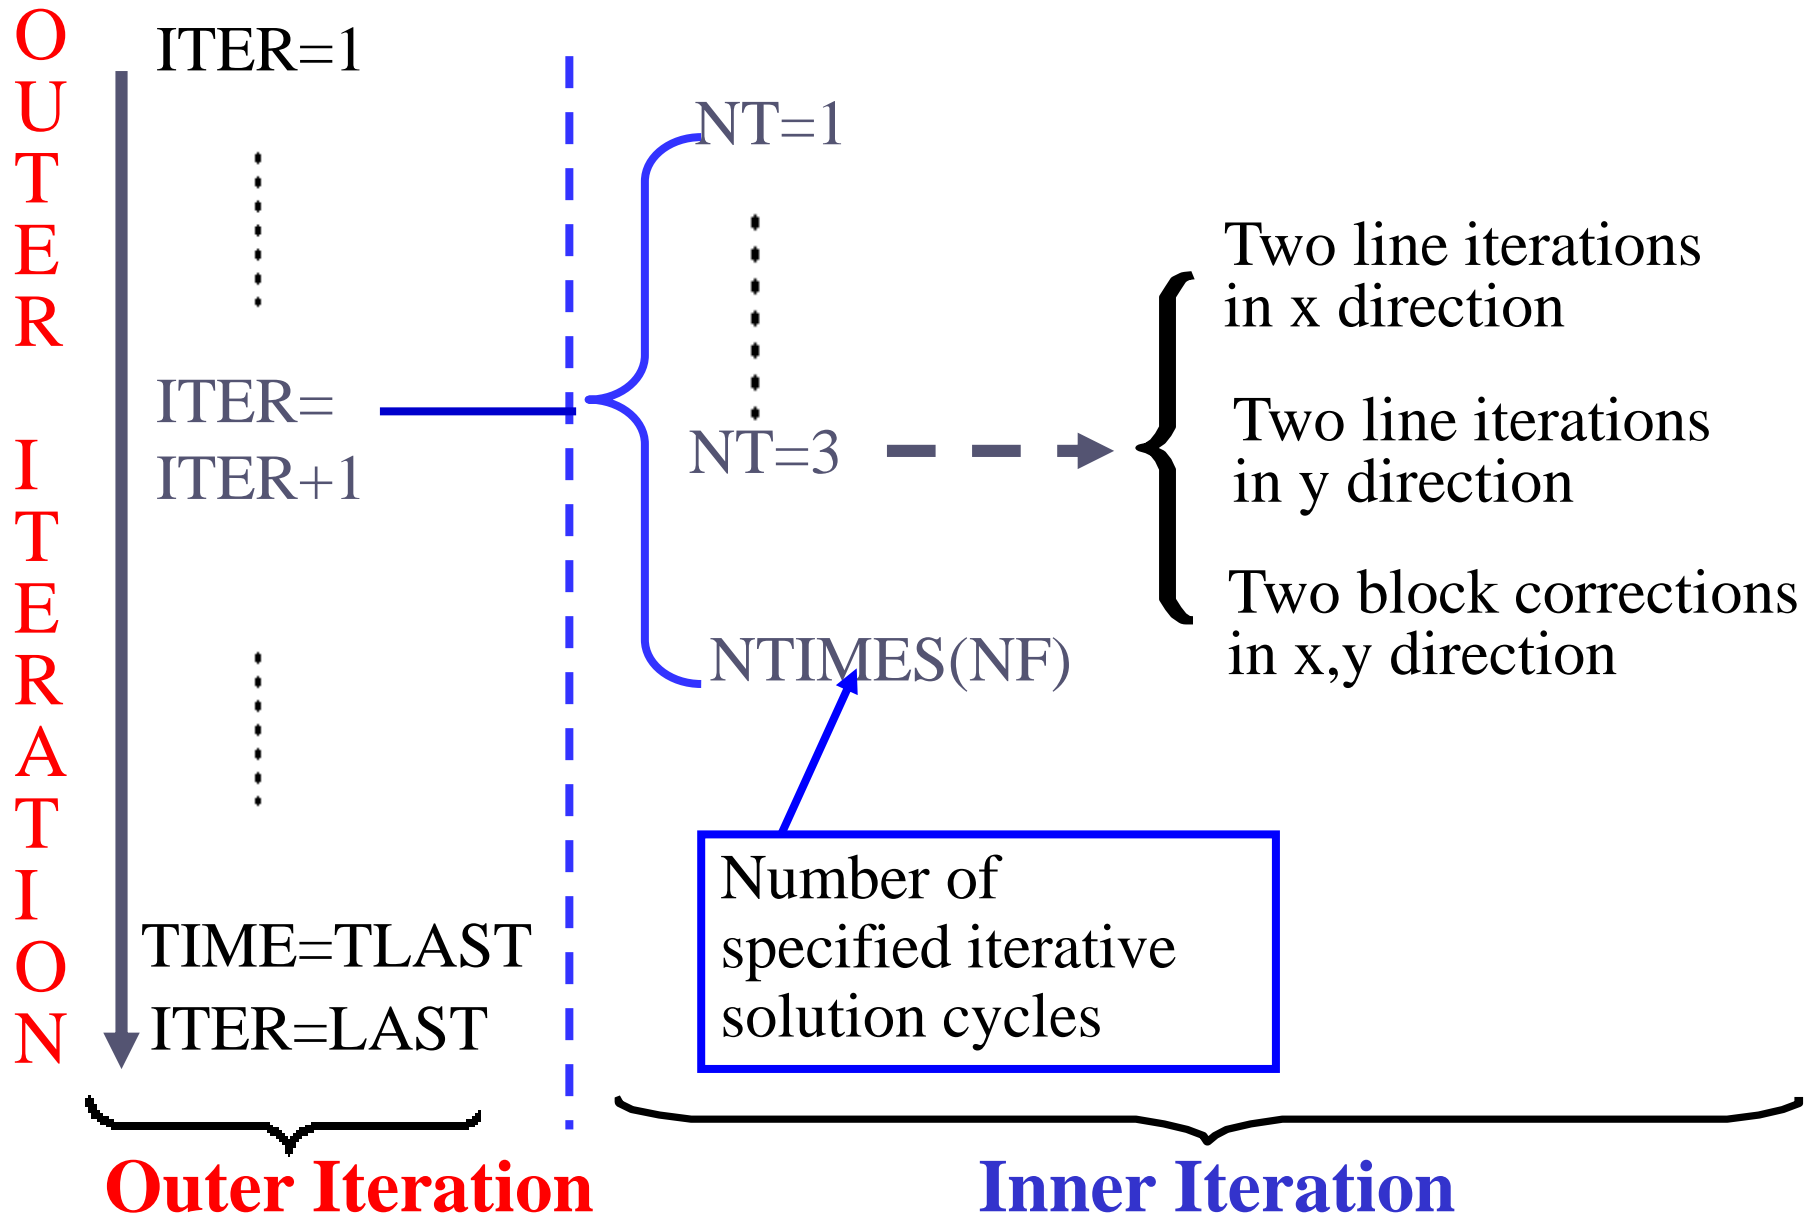 OUTER ITERATION
ITER=1
ITER=
ITER+1
TIME=TLAST
ITER=LAST
NT=1
NT=3
NTIMES(NF)
Two line iterations
in x direction
Two line iterations
in y direction
Two block corrections
in x,y direction
Number of
specified iterative
solution cycles
Outer Iteration
Inner Iteration